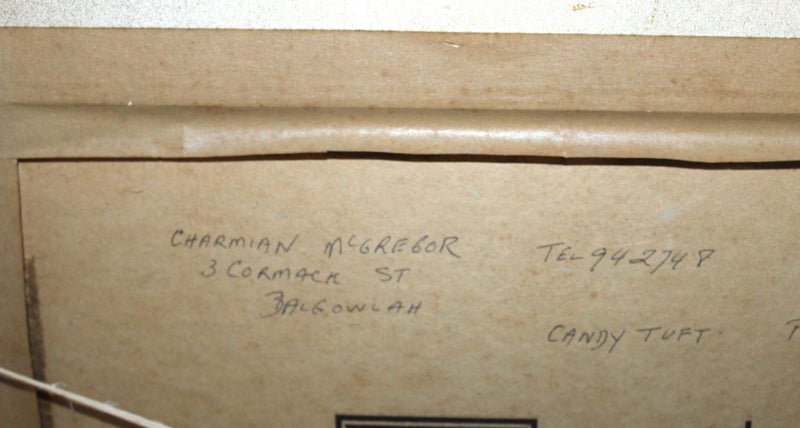 CHARMIAN McGREGOR
3 CORMACK ST
BALGOWLAH
TEL 942748
CANDY TUFT